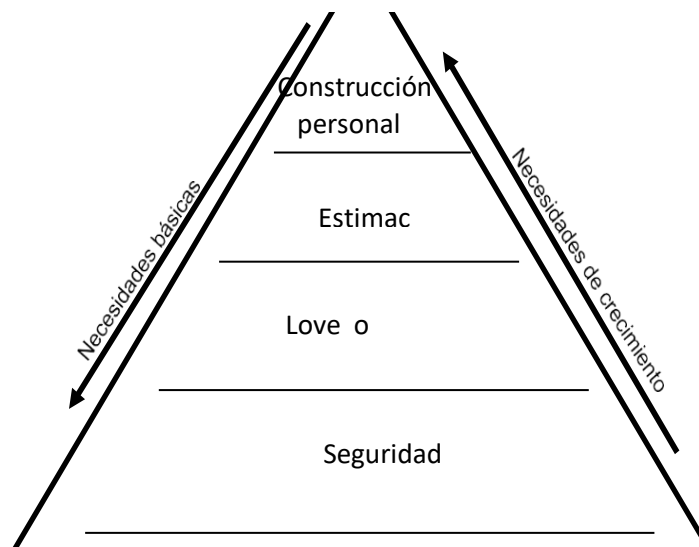 Construcción
personal
Estimac
Love o
Seguridad
Necesidades básicas
Necesidades de crecimiento